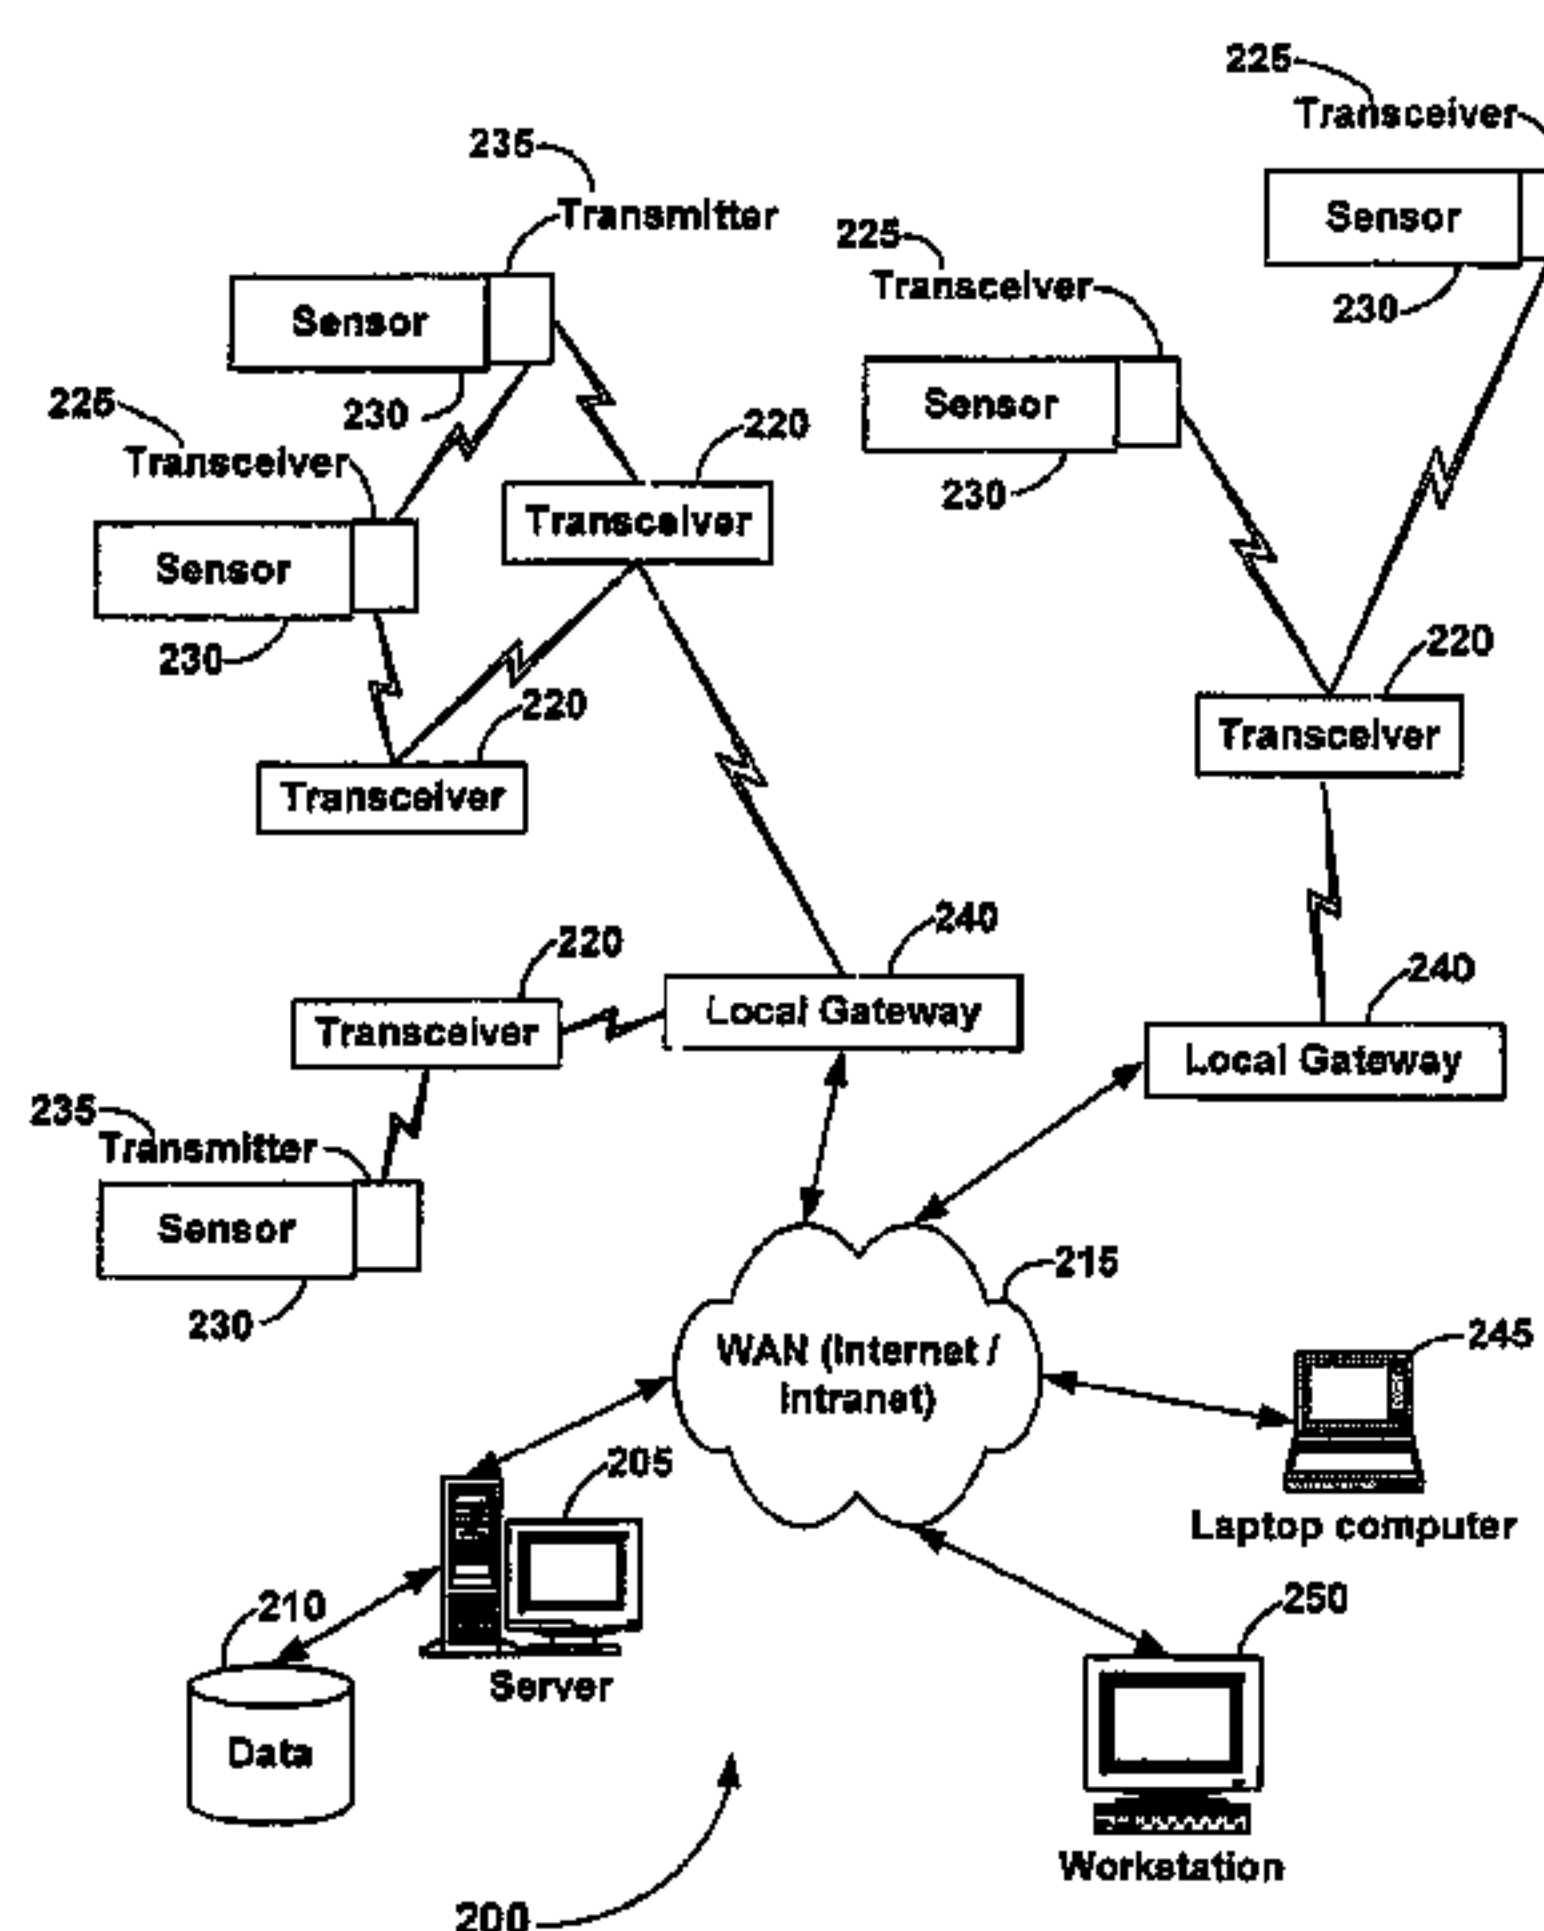 225
Transceiver
235
Transmitter
Sensor
230
225
Transceiver
Sensor
230
225
Transceiver
Sensor
230
220
Transceiver
Sensor
230
220
Transceiver
220
Transceiver
220
Transceiver
240
Local Gateway
240
Local Gateway
235
Transmitter
Sensor
230
215
WAN (Internet /
Intranet)
245
Laptop computer
205
Server
210
Data
250
Workstation
200